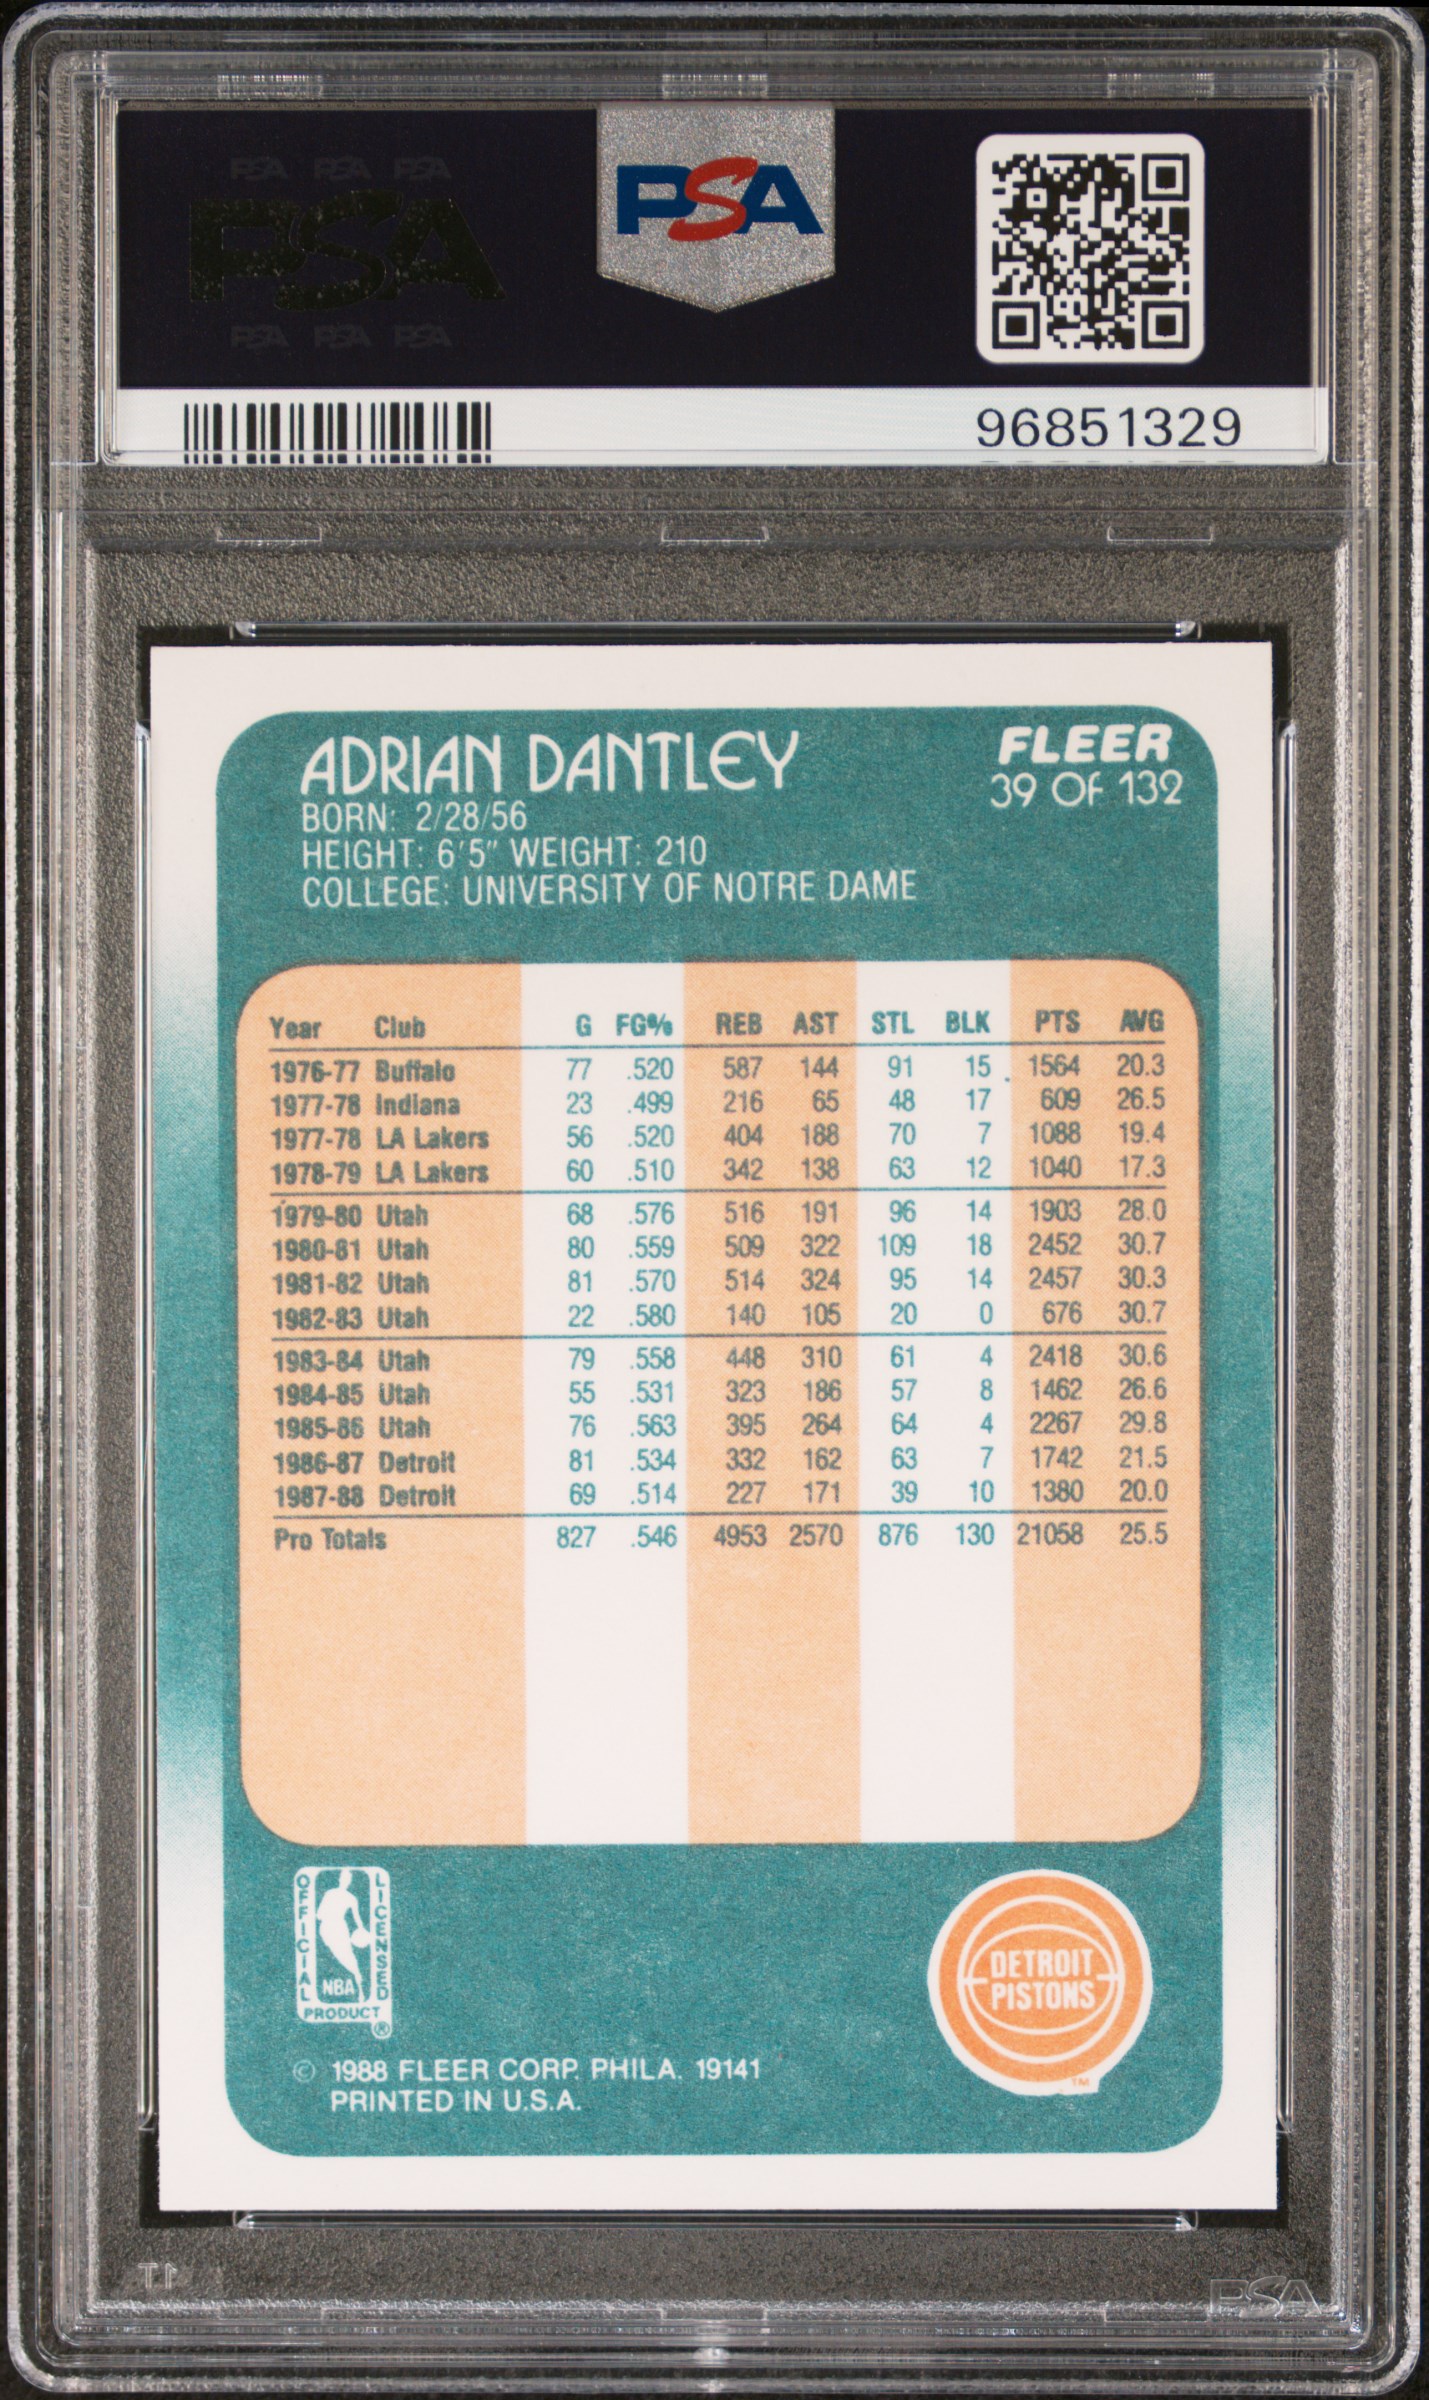 PSA PSA PSA
PSA
PSA PSA PSA
PSA
96851329
ADRIAN DANTLEY
FLEER
39 OF 132
BORN: 2/28/56
HEIGHT: 6'5" WEIGHT: 210
COLLEGE: UNIVERSITY OF NOTRE DAME
Year Club G FG% REB AST STL BLK PTS AVG
1976-77 Buffalo 77 .520 587 144 91 15 1564 20.3
1977-78 Indiana 23 .499 216 65 48 17 609 26.5
1977-78 LA Lakers 56 .520 404 188 70 7 1088 19.4
1978-79 LA Lakers 60 .510 342 138 63 12 1040 17.3
1979-80 Utah 68 .576 516 191 96 14 1903 28.0
1980-81 Utah 80 .559 509 322 109 18 2452 30.7
1981-82 Utah 81 .570 514 324 95 14 2457 30.3
1982-83 Utah 22 .580 140 105 20 0 676 30.7
1983-84 Utah 79 .558 448 310 61 4 2418 30.6
1984-85 Utah 55 .531 323 186 57 8 1462 26.6
1985-86 Utah 76 .563 395 264 64 4 2267 29.8
1986-87 Detroit 81 .534 332 162 63 7 1742 21.5
1987-88 Detroit 69 .514 227 171 39 10 1380 20.0
Pro Totals 827 .546 4953 2570 876 130 21058 25.5
OFFICIAL LICENSED
NBA
PRODUCT
®
DETROIT
PISTONS
TM
© 1988 FLEER CORP. PHILA. 19141
PRINTED IN U.S.A.
PSA